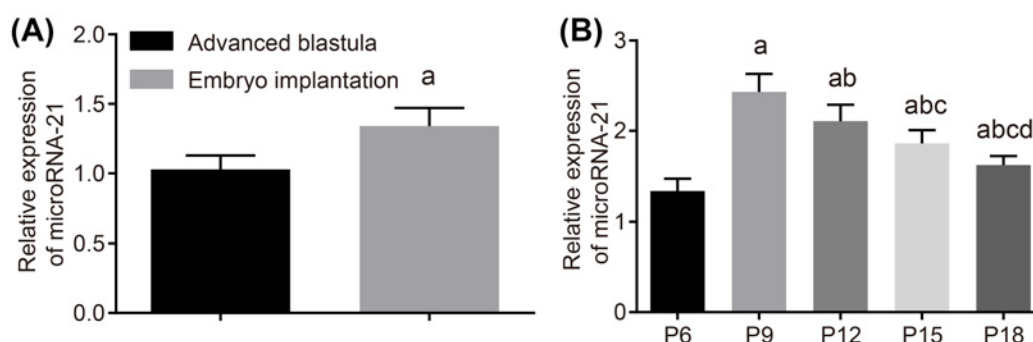 (A)
Relative expression
of microRNA-21
2.0
1.5
1.0
0.5
0.0
Advanced blastula
Embryo implantation
a
(B)
Relative expression
of microRNA-21
3
2
1
0
a
ab
abc
abcd
P6 P9 P12 P15 P18